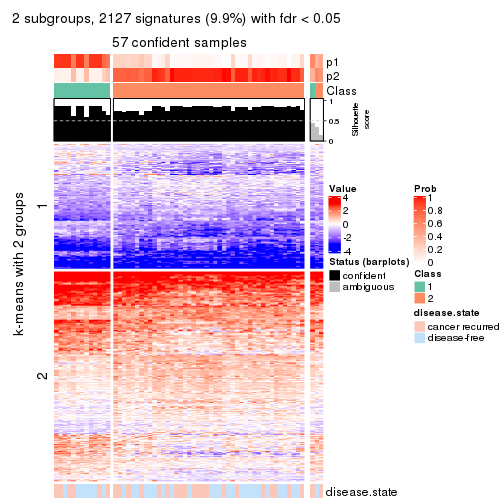 2 subgroups, 2127 signatures (9.9%) with fdr < 0.05
57 confident samples
p1
p2
Class
1
0.5
0
Silhouette
score
k-means with 2 groups
1
2
disease.state
Value
4
2
0
-2
-4
Status (barplots)
confident
ambiguous
Prob
1
0.8
0.6
0.4
0.2
0
Class
1
2
disease.state
cancer recurred
disease-free